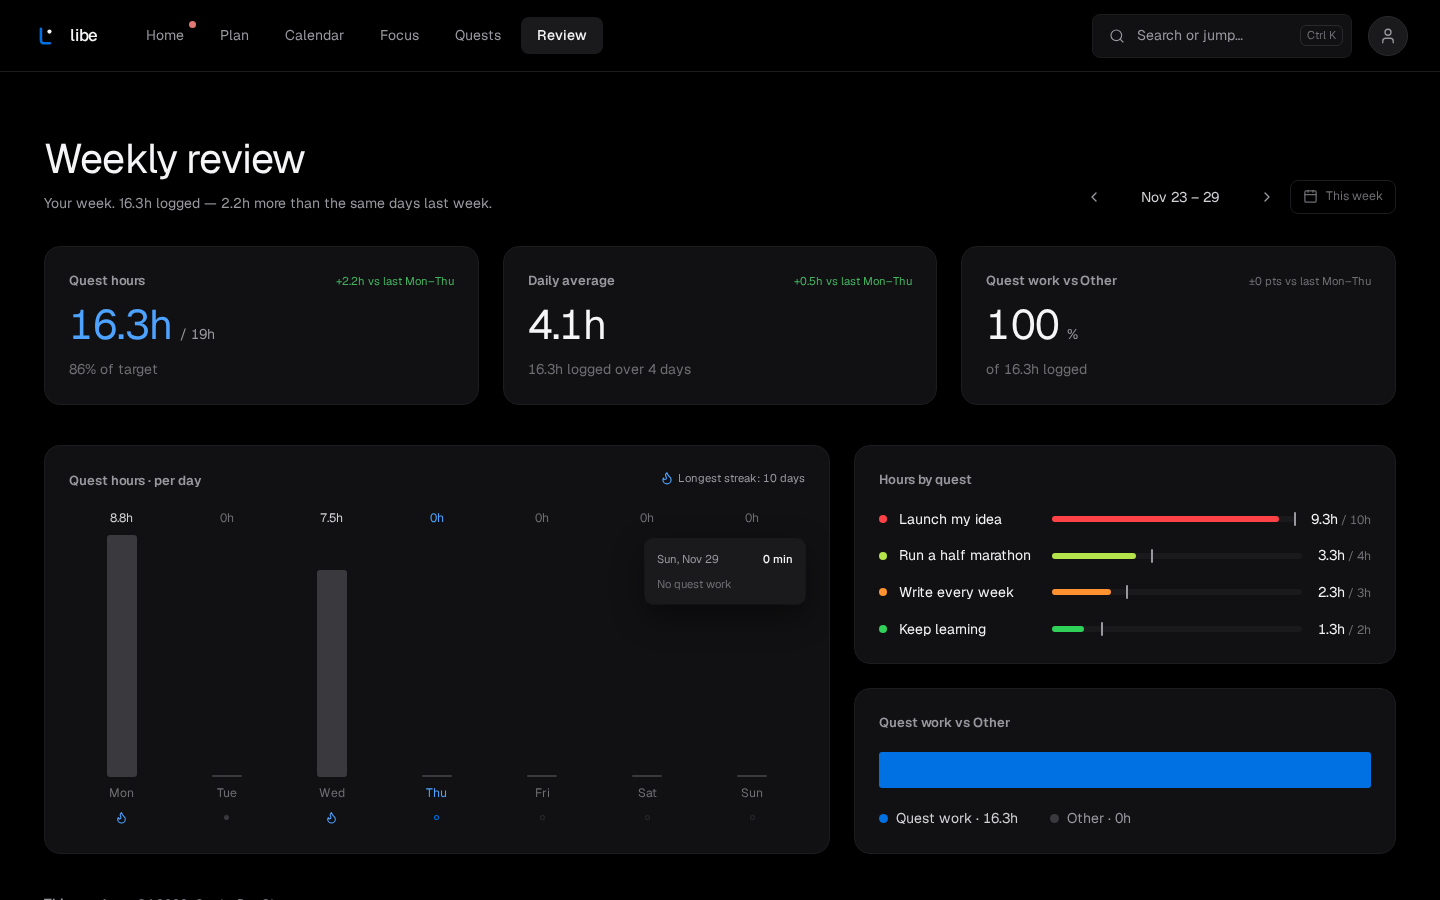 libe
Home
Plan
Calendar
Focus
Quests
Review
Search or jump...
Ctrl K
Weekly review
Your week. 16.3h logged — 2.2h more than the same days last week.
Nov 23 – 29
This week
Quest hours
+2.2h vs last Mon–Thu
16.3h / 19h
86% of target
Daily average
+0.5h vs last Mon–Thu
4.1h
16.3h logged over 4 days
Quest work vs Other
±0 pts vs last Mon–Thu
100 %
of 16.3h logged
Quest hours · per day
Longest streak: 10 days
8.8h 0h 7.5h 0h 0h 0h 0h
Sun, Nov 29 0 min
No quest work
Mon Tue Wed Thu Fri Sat Sun
Hours by quest
Launch my idea 9.3h / 10h
Run a half marathon 3.3h / 4h
Write every week 2.3h / 3h
Keep learning 1.3h / 2h
Quest work vs Other
Quest work · 16.3h
Other · 0h